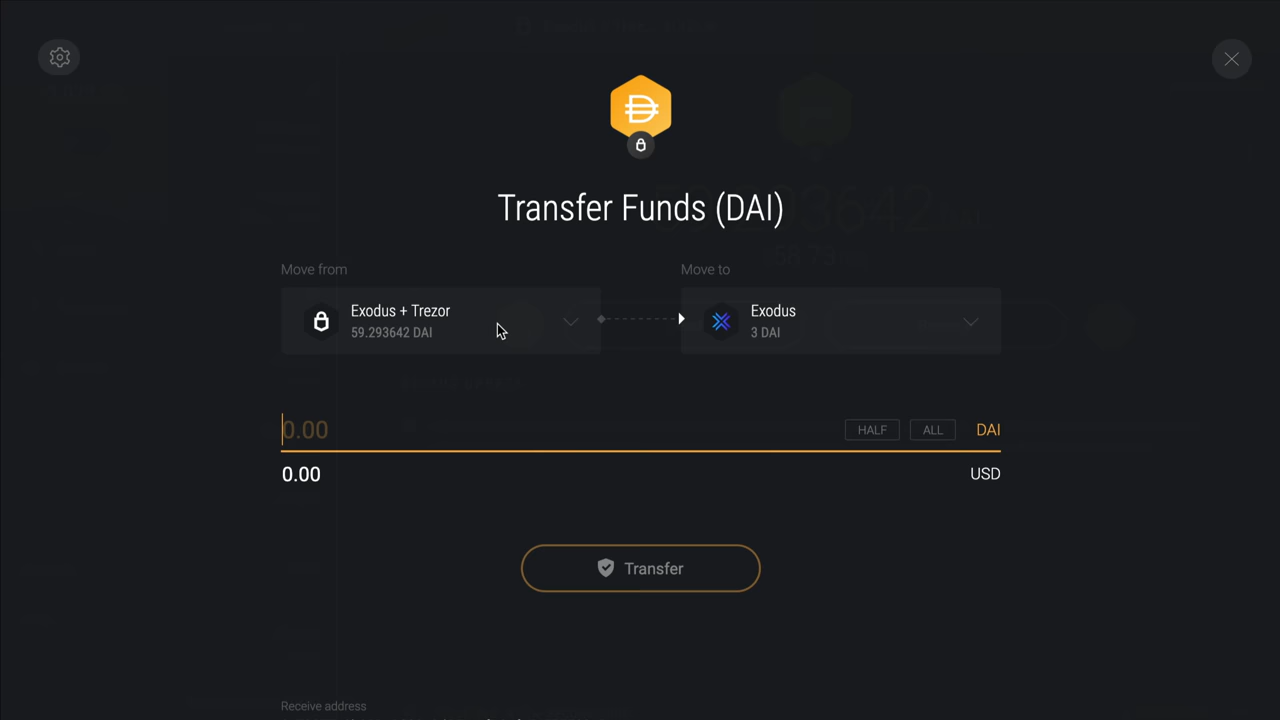 Transfer Funds (DAI)
Move from
Move to
Exodus + Trezor
59.293642 DAI
Exodus
3 DAI
0.00
HALF
ALL
DAI
0.00
USD
Transfer
Receive address